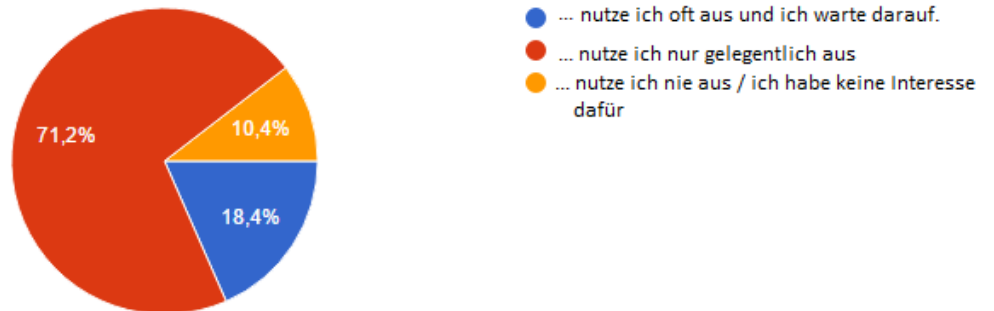 ... nutze ich oft aus und ich warte darauf.
... nutze ich nur gelegentlich aus
... nutze ich nie aus / ich habe keine Interesse
dafür
71,2%
10,4%
18,4%